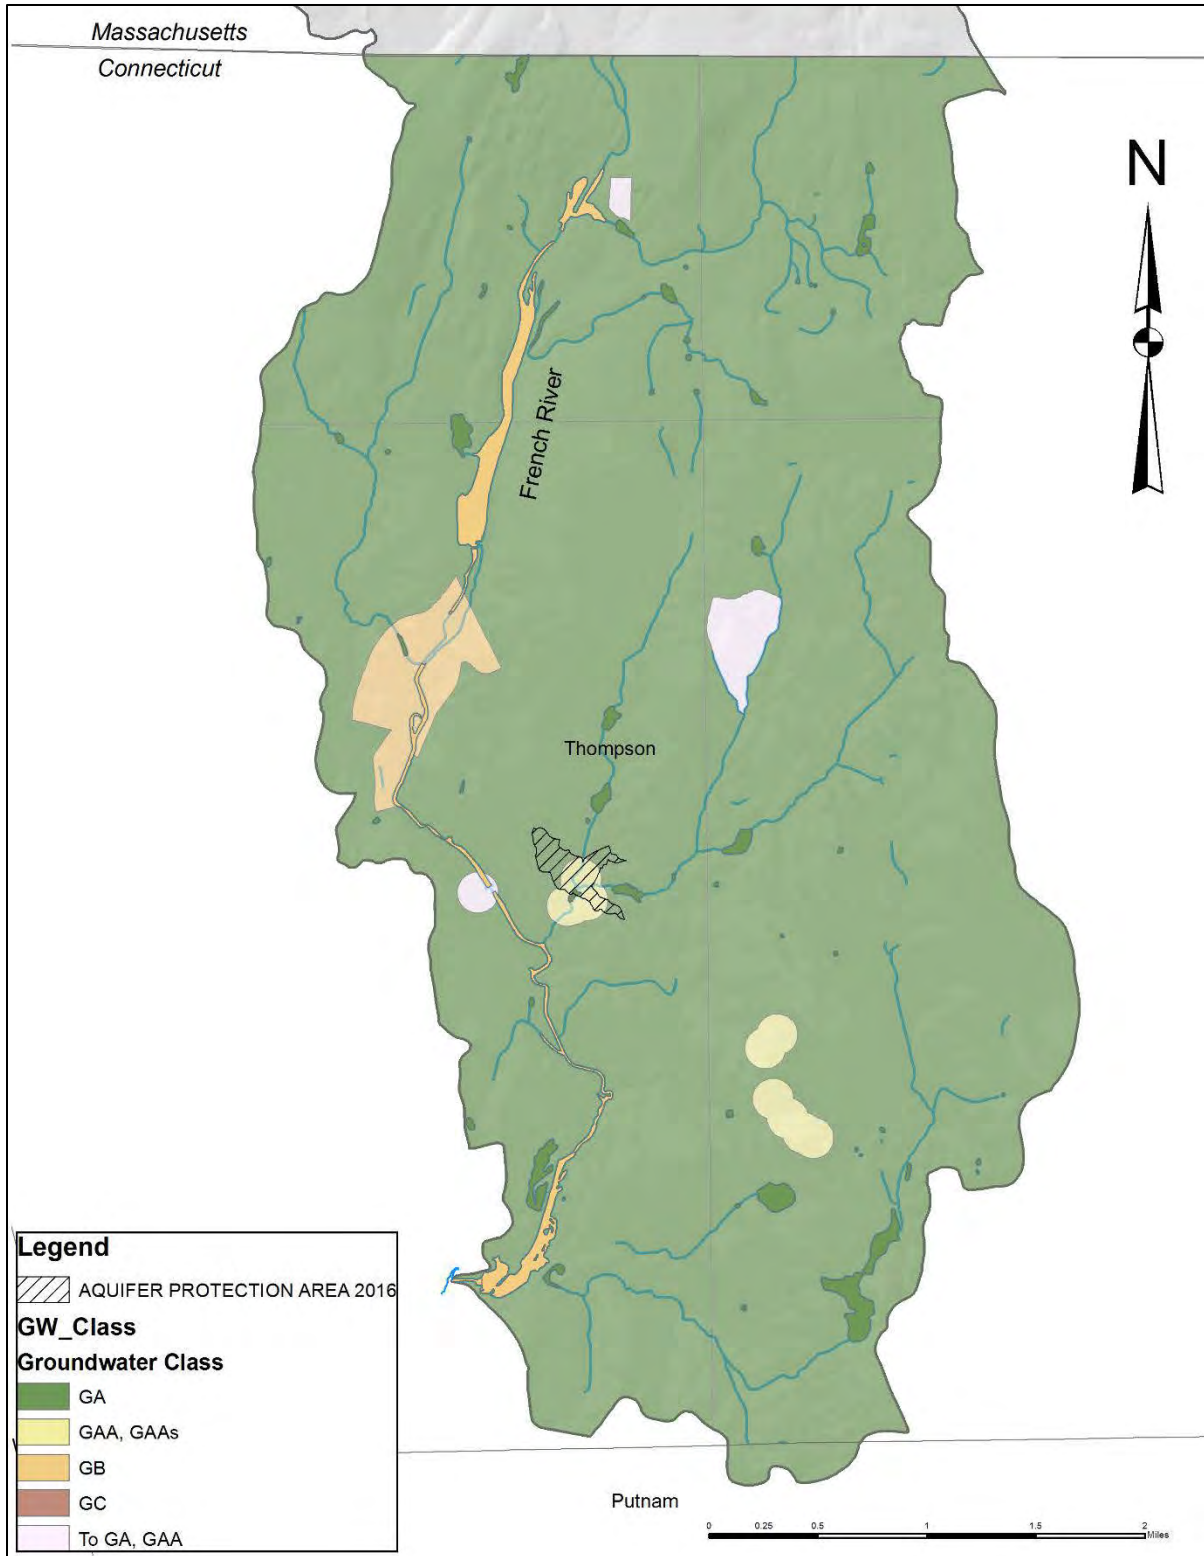 Massachusetts
Connecticut
N
French River
Thompson
Legend
AQUIFER PROTECTION AREA 2016
GW_Class
Groundwater Class
GA
GAA, GAAs
GB
GC
To GA, GAA
Putnam
0 0.25 0.5 1 1.5 2
Miles